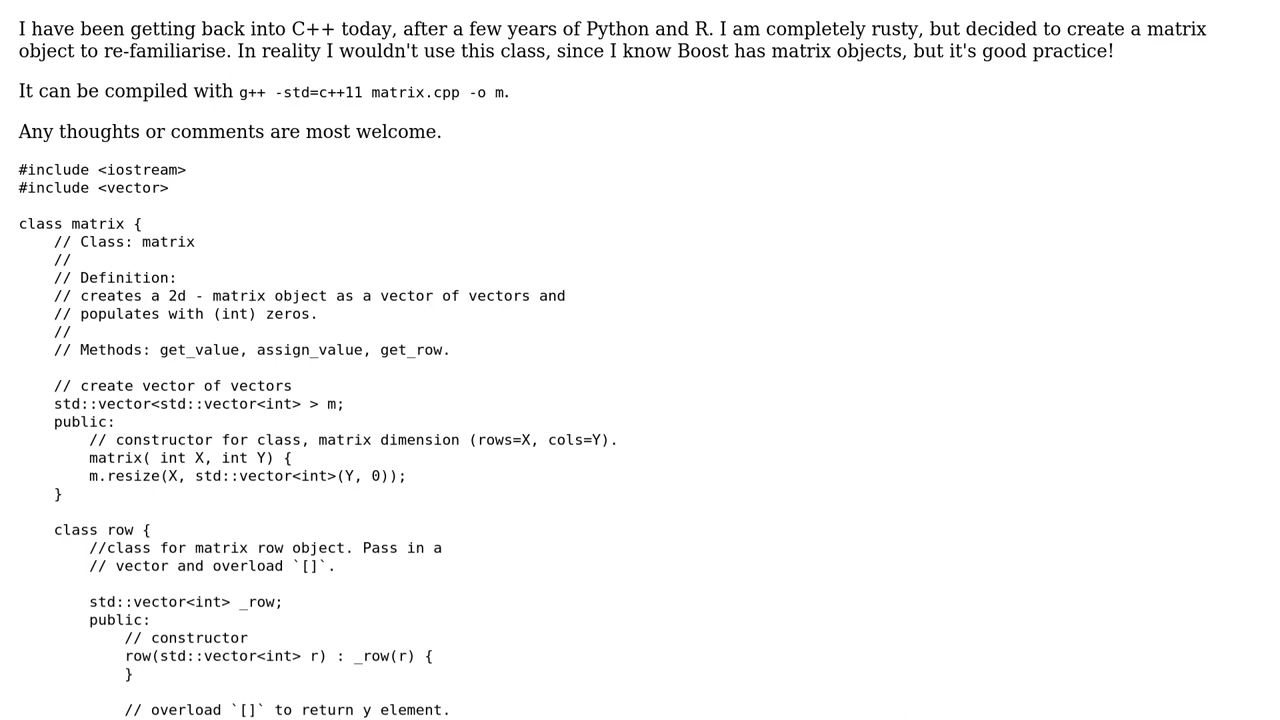 I have been getting back into C++ today, after a few years of Python and R. I am completely rusty, but decided to create a matrix
object to re-familiarise. In reality I wouldn't use this class, since I know Boost has matrix objects, but it's good practice!
It can be compiled with g++ -std=c++11 matrix.cpp -o m.
Any thoughts or comments are most welcome.
#include <iostream>
#include <vector>
class matrix {
    // Class: matrix
    //
    // Definition:
    // creates a 2d - matrix object as a vector of vectors and
    // populates with (int) zeros.
    //
    // Methods: get_value, assign_value, get_row.
    // create vector of vectors
    std::vector<std::vector<int> > m;
    public:
        // constructor for class, matrix dimension (rows=X, cols=Y).
        matrix( int X, int Y) {
        m.resize(X, std::vector<int>(Y, 0));
    }
    class row {
        //class for matrix row object. Pass in a
        // vector and overload `[]`.
        std::vector<int> _row;
        public:
            // constructor
            row(std::vector<int> r) : _row(r) {
            }
            // overload `[]` to return y element.